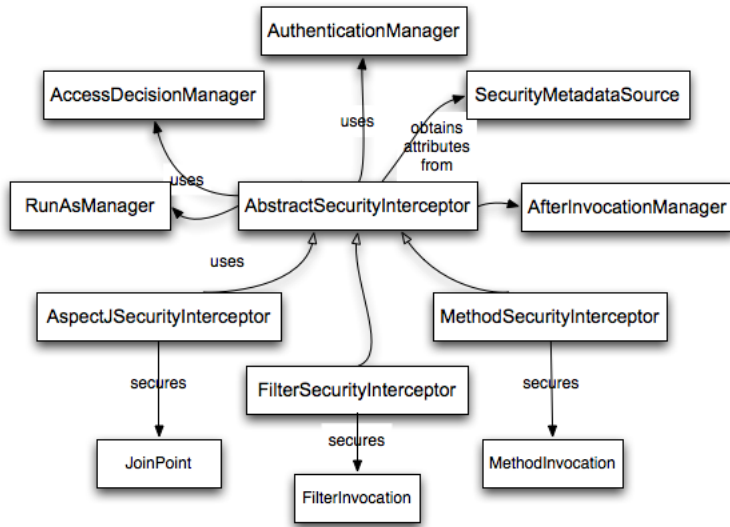 AuthenticationManager
AccessDecisionManager
SecurityMetadataSource
uses
obtains
attributes
from
uses
RunAsManager
AbstractSecurityInterceptor
AfterInvocationManager
uses
AspectJSecurityInterceptor
MethodSecurityInterceptor
FilterSecurityInterceptor
secures
secures
secures
JoinPoint
MethodInvocation
FilterInvocation